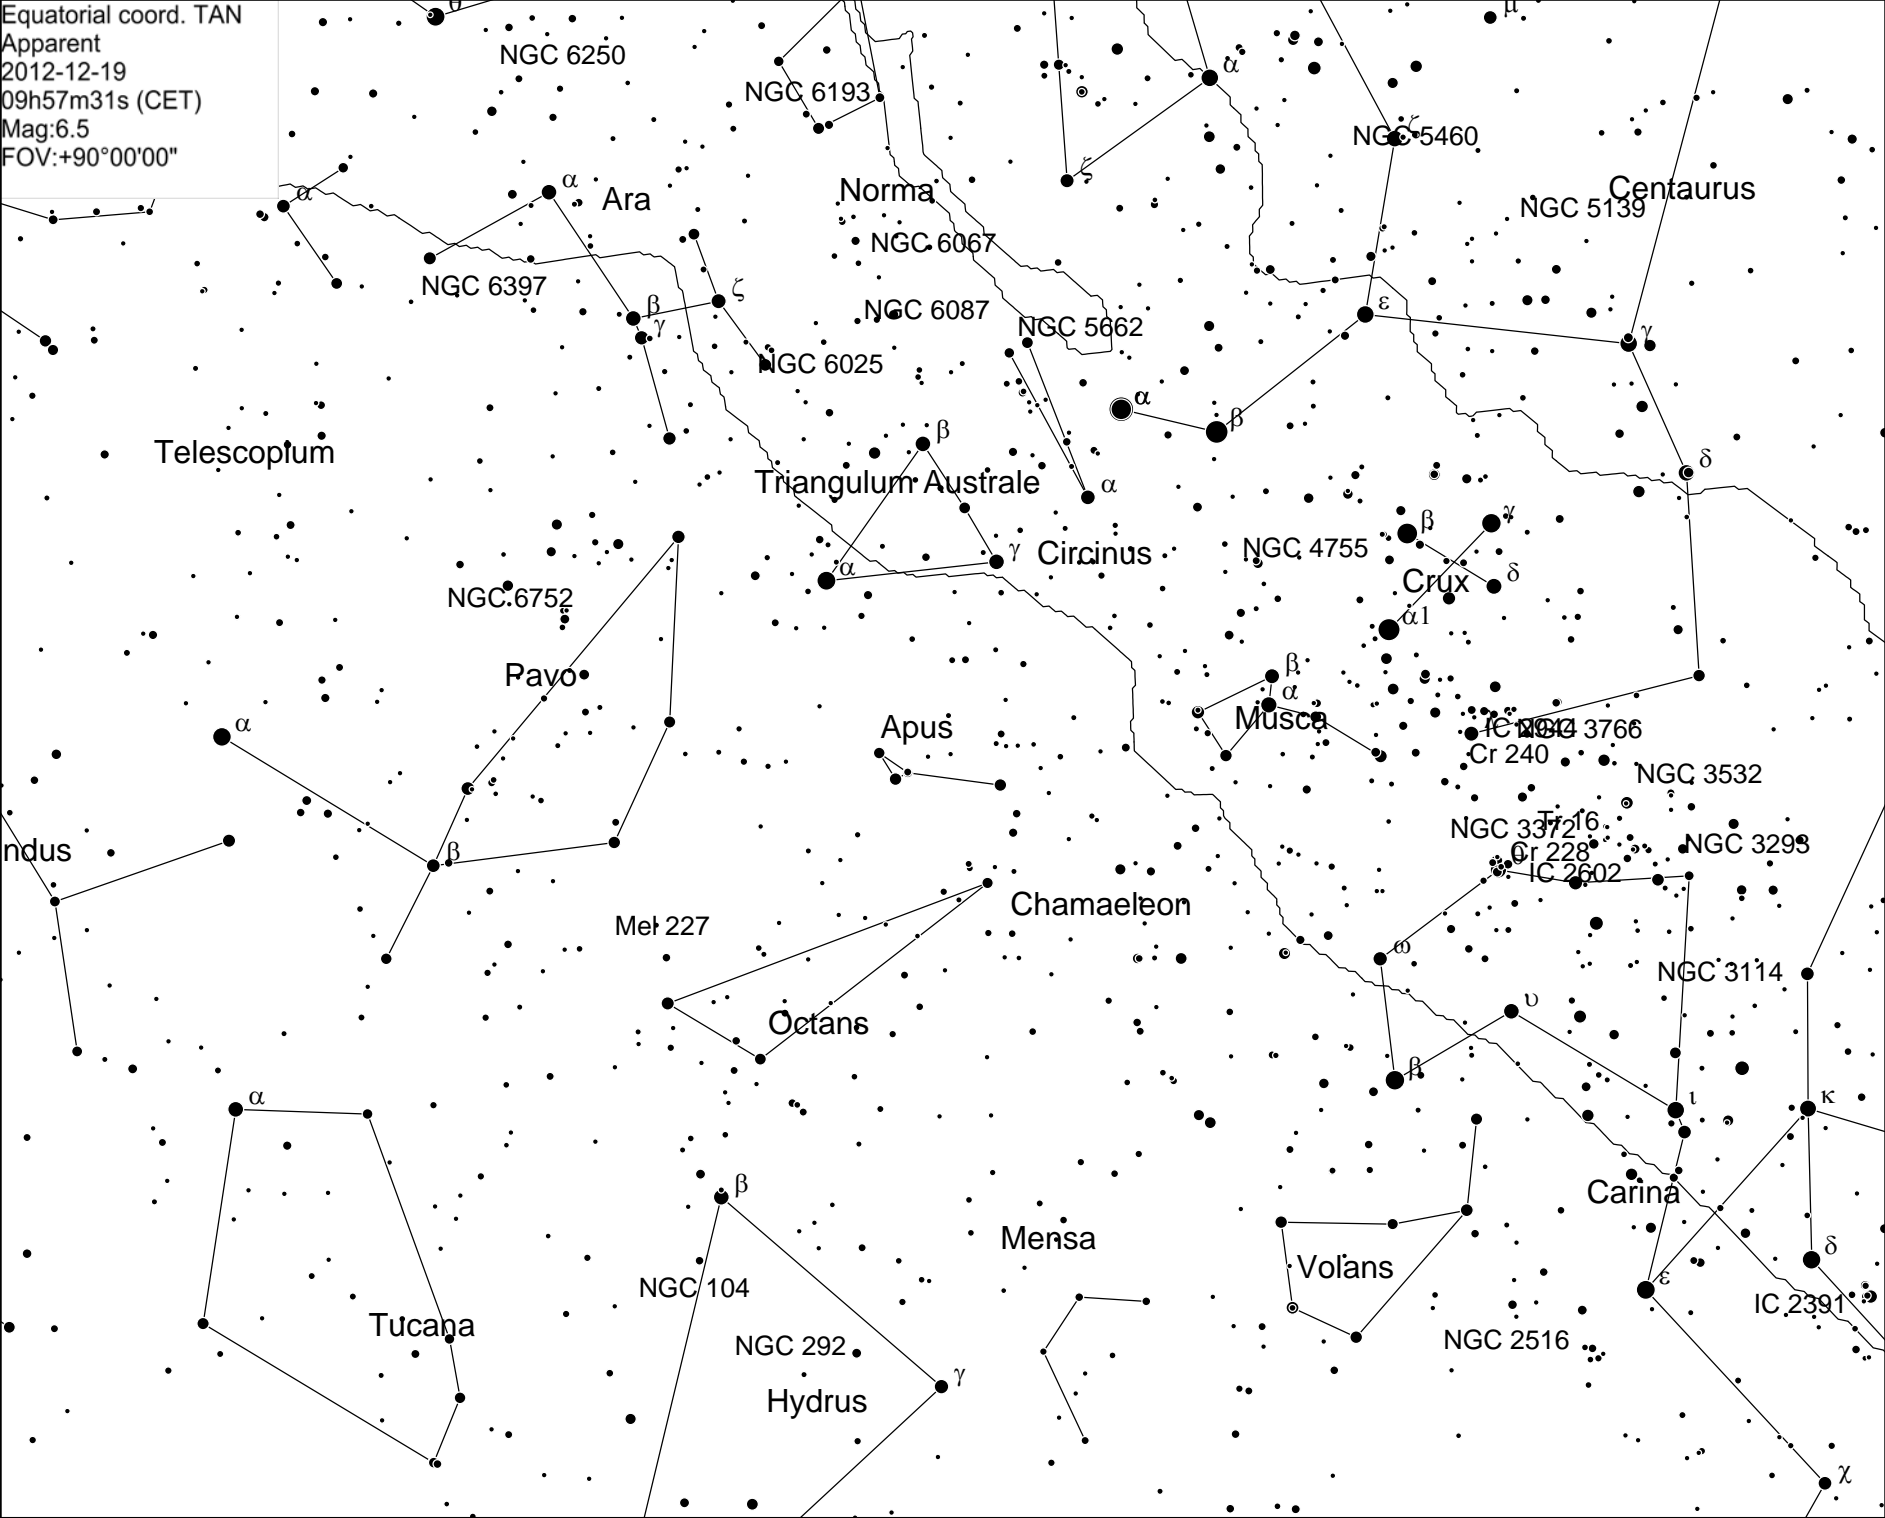 Equatorial coord. TAN
Apparent
2012-12-19
09h57m31s (CET)
Mag:6.5
FOV:+90°00'00"
θ
μ
NGC 6250
α
NGC 6193
ζ
NGC 5460
ζ
α
α
Ara
Norma
Centaurus
NGC 5139
NGC 6067
NGC 6397
ζ
β
γ
NGC 6087
ε
NGC 5662
γ
NGC 6025
α
β
β
Telescopium
Triangulum Australe
α
δ
β
γ
NGC 4755
Circinus
γ
α
Crux
δ
NGC 6752
α1
Pavo
β
α
Musca
α
Apus
IC 2944
NGC 3766
Cr 240
NGC 3532
Tr 16
NGC 3372
NGC 3293
ndus
β
Cr 228
θ
IC 2602
Chamaeleon
Mel 227
ω
NGC 3114
υ
Octans
β
α
ι
κ
β
Carina
Mensa
δ
Volans
ε
NGC 104
IC 2391
Tucana
NGC 292
NGC 2516
γ
Hydrus
χ